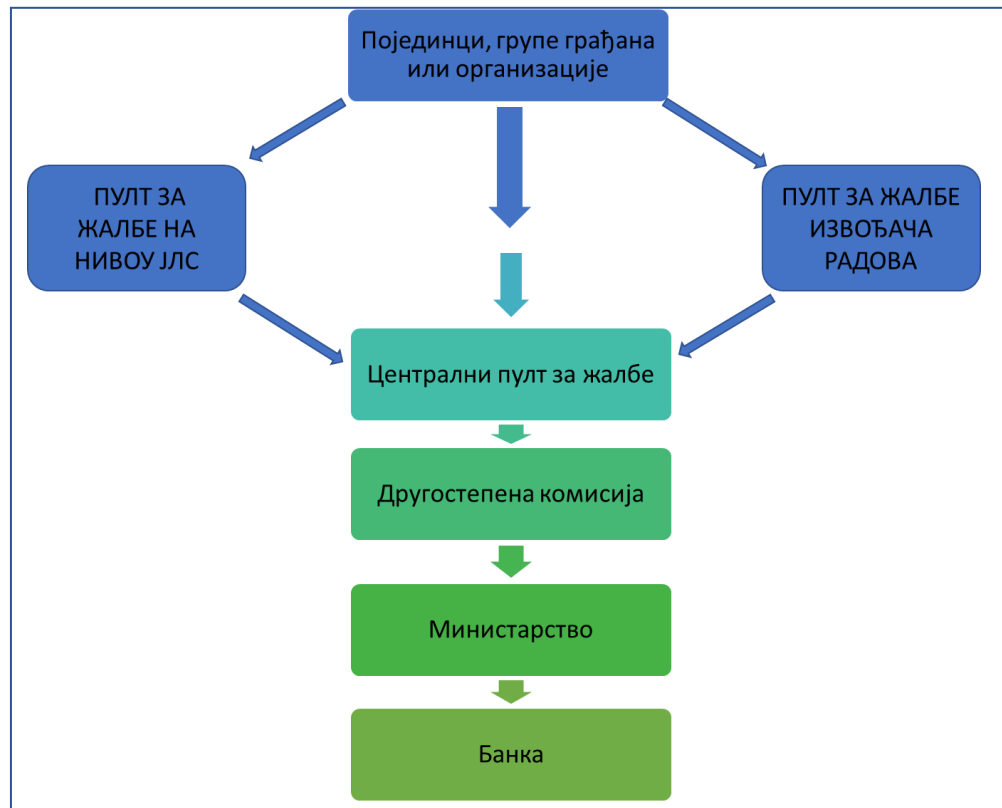 Појединци, групе грађана
или организације
ПУЛТ ЗА
ЖАЛБЕ НА
НИВОУ ЈЛС
ПУЛТ ЗА ЖАЛБЕ
ИЗВОЂАЧА
РАДОВА
Централни пулт за жалбе
Другостепена комисија
Министарство
Банка